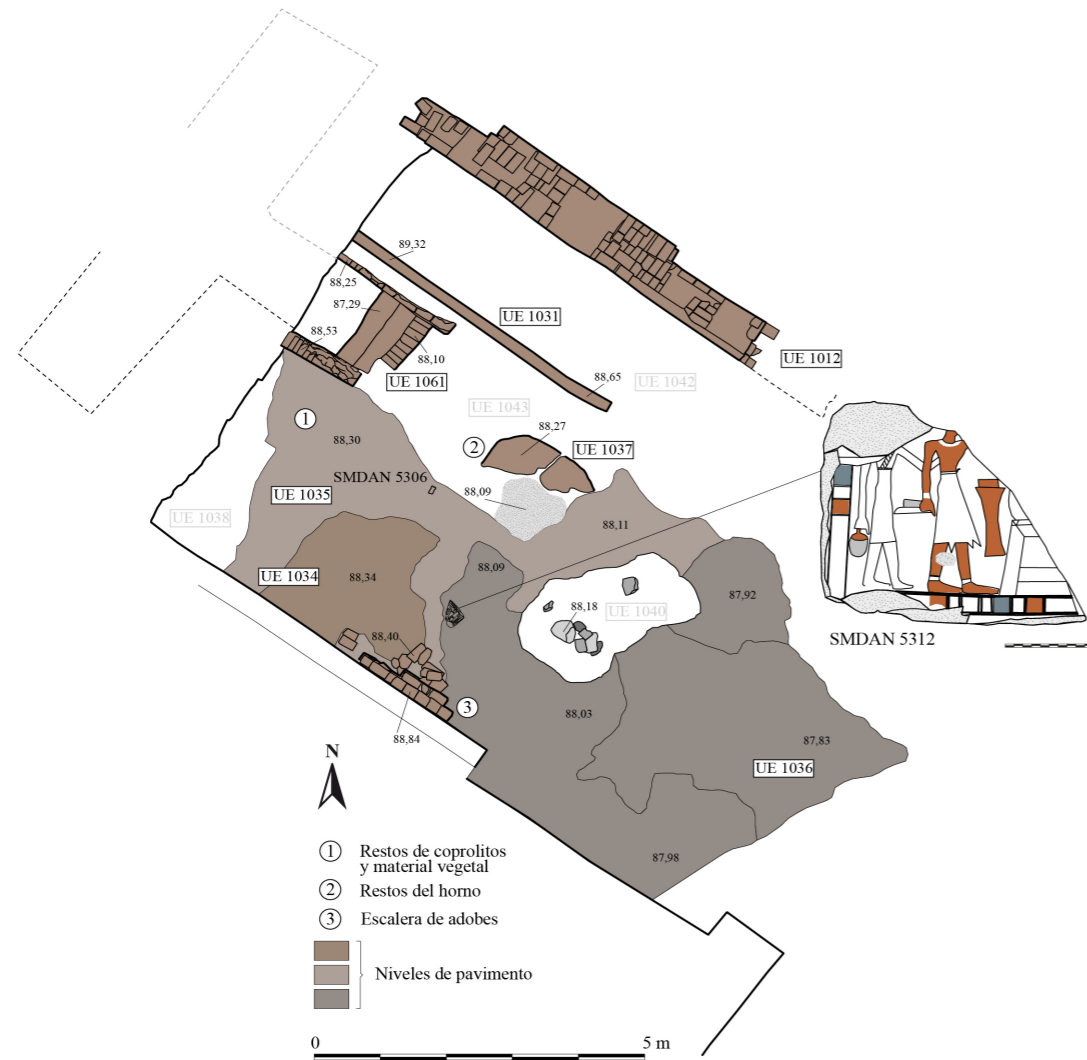 89,32
88,25
87,29
88,53
UE 1031
88,10
UE 1012
UE 1061
88,65
UE 1042
UE 1043
1
2
88,27
UE 1037
88,30
SMDAN 5306
88,09
UE 1035
UE 1038
88,11
88,09
UE 1034
88,34
87,92
88,18
UE 1040
88,40
SMDAN 5312
3
88,03
88,84
87,83
UE 1036
N
87,98
1 Restos de coprolitos
y material vegetal
2 Restos del horno
3 Escalera de adobes
Niveles de pavimento
0 5 m